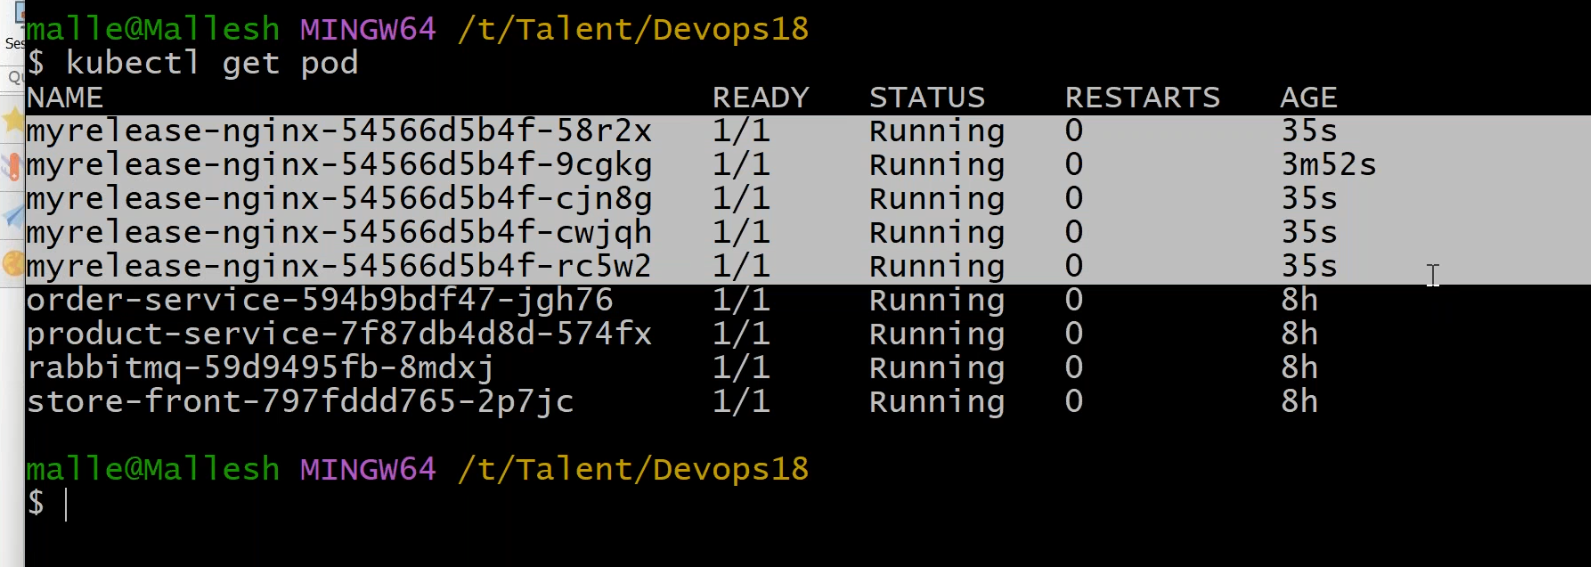 Ses
malle@Mallesh MINGW64 /t/Talent/Devops18
$ kubectl get pod
Qu
NAME READY STATUS RESTARTS AGE
myrelease-nginx-54566d5b4f-58r2x 1/1 Running 0 35s
myrelease-nginx-54566d5b4f-9cgkg 1/1 Running 0 3m52s
myrelease-nginx-54566d5b4f-cjn8g 1/1 Running 0 35s
myrelease-nginx-54566d5b4f-cwjqh 1/1 Running 0 35s
myrelease-nginx-54566d5b4f-rc5w2 1/1 Running 0 35s
order-service-594b9bdf47-jgh76 1/1 Running 0 8h
product-service-7f87db4d8d-574fx 1/1 Running 0 8h
rabbitmq-59d9495fb-8mdxj 1/1 Running 0 8h
store-front-797fddd765-2p7jc 1/1 Running 0 8h
malle@Mallesh MINGW64 /t/Talent/Devops18
$